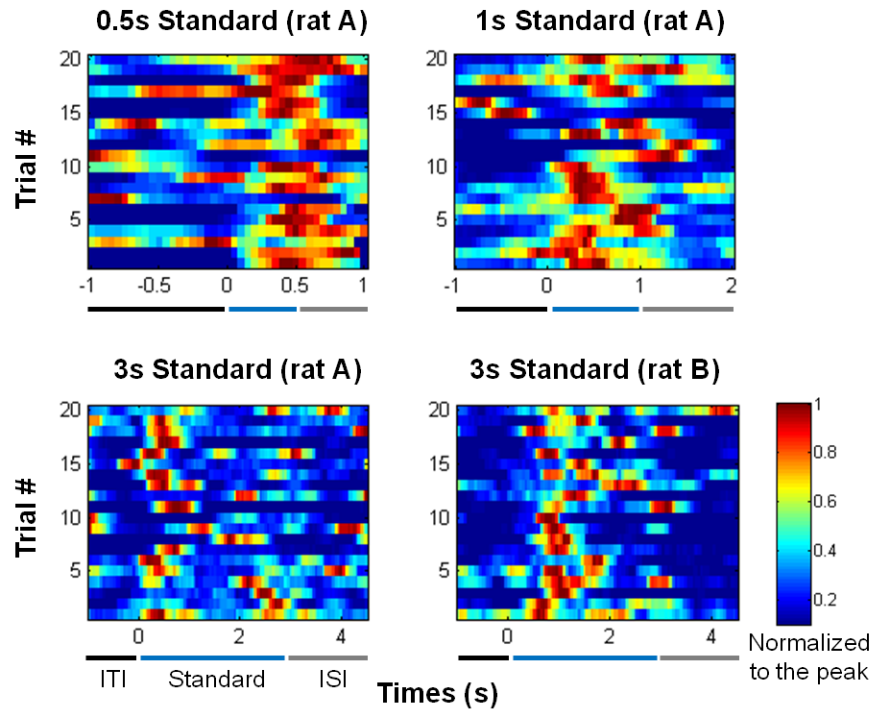 0.5s Standard (rat A)
1s Standard (rat A)
Trial #
20
15
10
5
-1 -0.5 0 0.5 1
20
15
10
5
-1 0 1 2
3s Standard (rat A)
3s Standard (rat B)
Trial #
20
15
10
5
0 2 4
20
15
10
5
0 2 4
1
0.8
0.6
0.4
0.2
Normalized
to the peak
ITI Standard ISI
Times (s)